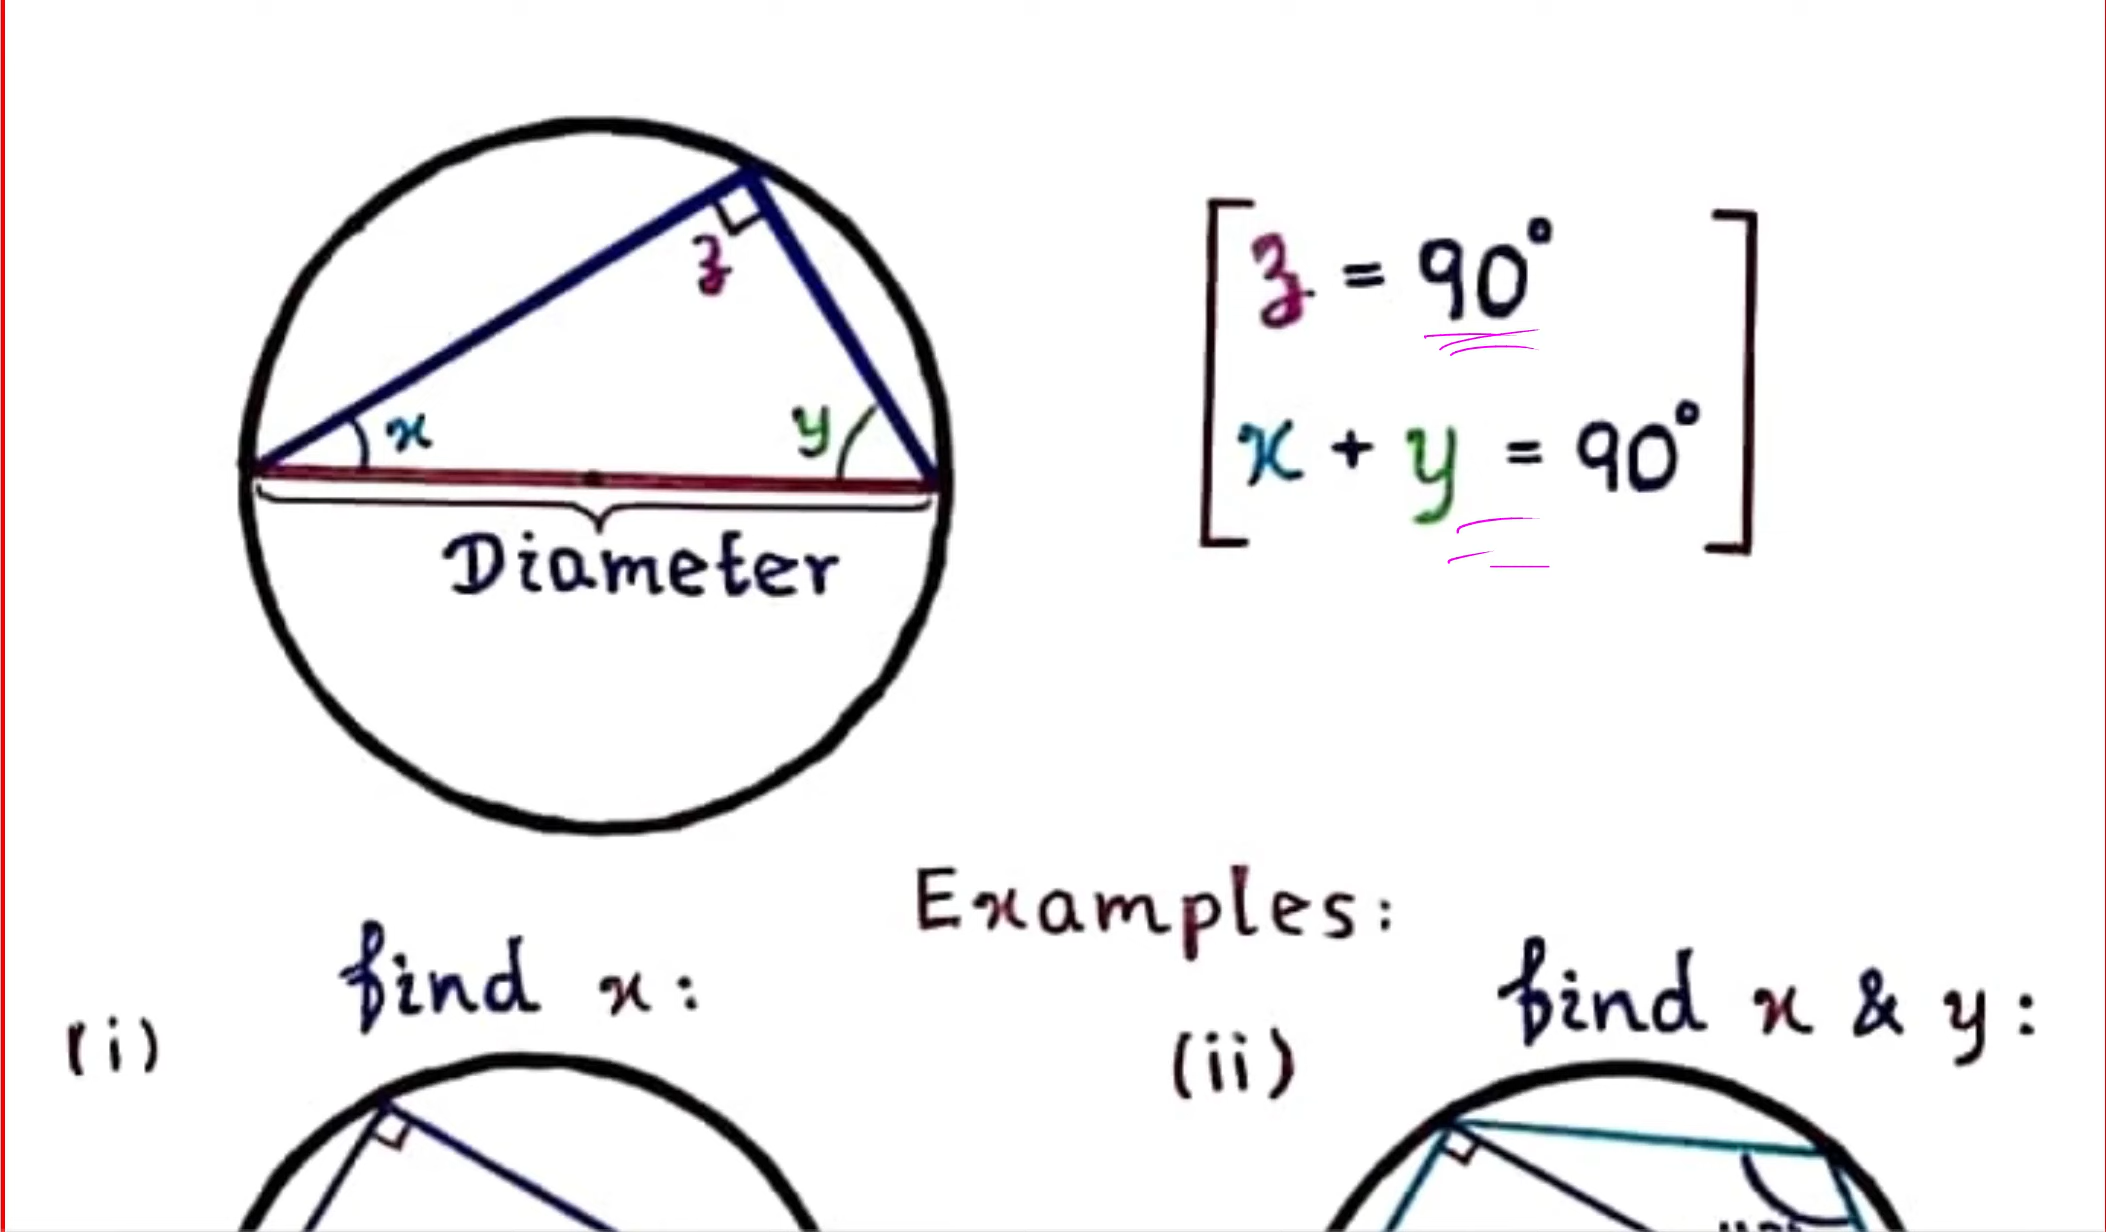 z = 90°
x + y = 90°
z
x
y
Diameter
Examples:
find x:
find x & y:
(i)
(ii)